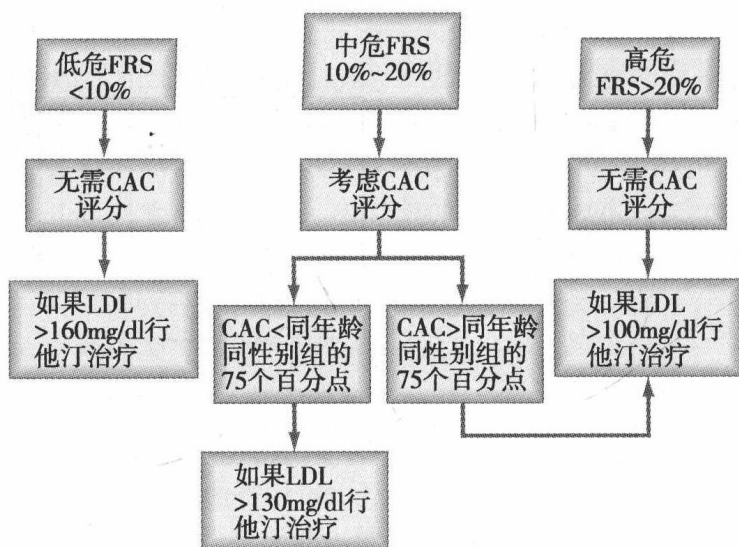 低危FRS
<10%
中危FRS
10%~20%
高危
FRS>20%
无需CAC
评分
考虑CAC
评分
无需CAC
评分
如果LDL
>160mg/dl行
他汀治疗
CAC<同年龄
同性别组的
75个百分点
CAC>同年龄
同性别组的
75个百分点
如果LDL
>100mg/dl行
他汀治疗
如果LDL
>130mg/dl行
他汀治疗